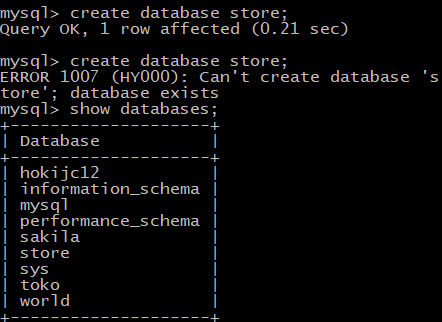 mysql> create database store;
Query OK, 1 row affected (0.21 sec)
mysql> create database store;
ERROR 1007 (HY000): Can't create database 's
tore'; database exists
mysql> show databases;
+--------------------+
| Database           |
+--------------------+
| hokijc12           |
| information_schema |
| mysql              |
| performance_schema |
| sakila             |
| store              |
| sys                |
| toko               |
| world              |
+--------------------+